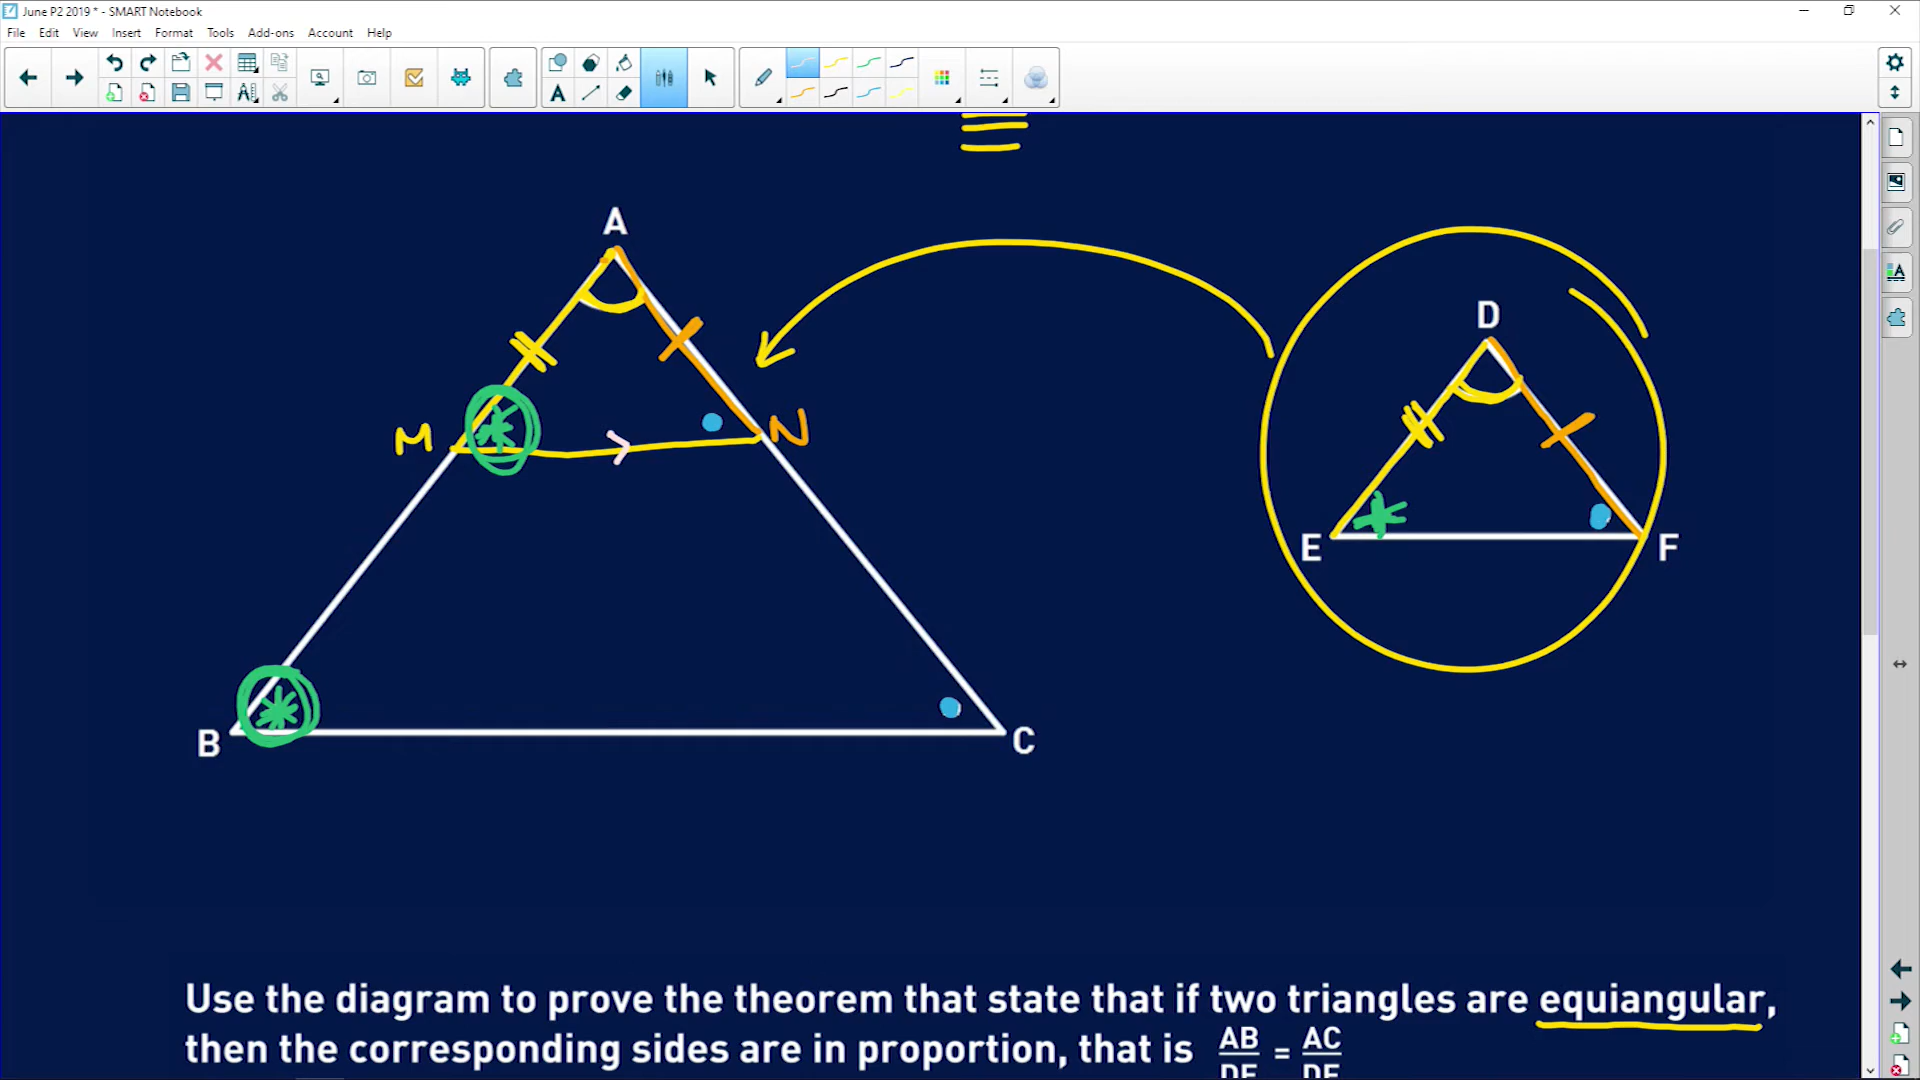 June P2 2019 * - SMART Notebook
File Edit View Insert Format Tools Add-ons Account Help
A
D
M
N
E
F
B
C
Use the diagram to prove the theorem that state that if two triangles are equiangular,
then the corresponding sides are in proportion, that is AB = AC